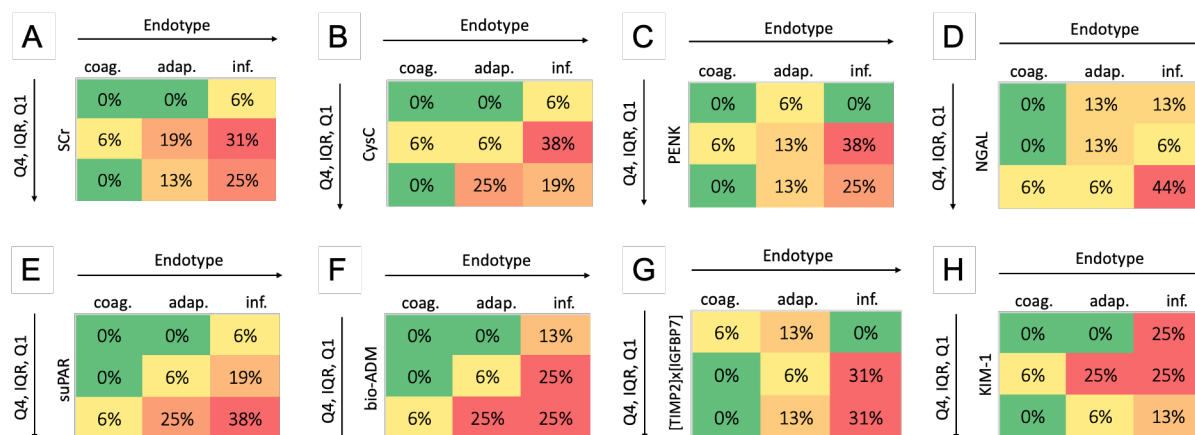 A
Endotype
coag. adap. inf.
Q4, IQR, Q1
SCr
0% 0% 6%
6% 19% 31%
0% 13% 25%
B
Endotype
coag. adap. inf.
Q4, IQR, Q1
CysC
0% 0% 6%
6% 6% 38%
0% 25% 19%
C
Endotype
coag. adap. inf.
Q4, IQR, Q1
PENK
0% 6% 0%
6% 13% 38%
0% 13% 25%
D
Endotype
coag. adap. inf.
Q4, IQR, Q1
NGAL
0% 13% 13%
0% 13% 6%
6% 6% 44%
E
Endotype
coag. adap. inf.
Q4, IQR, Q1
suPAR
0% 0% 6%
0% 6% 19%
6% 25% 38%
F
Endotype
coag. adap. inf.
Q4, IQR, Q1
bio-ADM
0% 0% 13%
0% 6% 25%
6% 25% 25%
G
Endotype
coag. adap. inf.
Q4, IQR, Q1
[TIMP2]x[IGFBP7]
6% 13% 0%
0% 6% 31%
0% 13% 31%
H
Endotype
coag. adap. inf.
Q4, IQR, Q1
KIM-1
0% 0% 25%
6% 25% 25%
0% 6% 13%